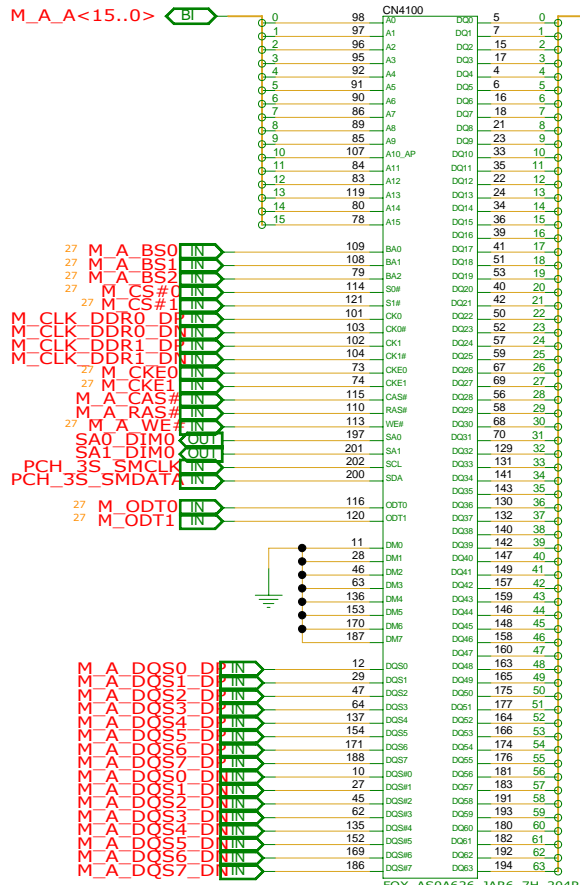 CN4100
M_A_A<15..0> BI 0 98 A0 DQ0 5 0
1 97 A1 DQ1 7 1
2 96 A2 DQ2 15 2
3 95 A3 DQ3 17 3
4 92 A4 DQ4 4 4
5 91 A5 DQ5 6 5
6 90 A6 DQ6 16 6
7 86 A7 DQ7 18 7
8 89 A8 DQ8 21 8
9 85 A9 DQ9 23 9
10 107 A10_AP DQ10 33 10
11 84 A11 DQ11 35 11
12 83 A12 DQ12 22 12
13 119 A13 DQ13 24 13
14 80 A14 DQ14 34 14
15 78 A15 DQ15 36 15
DQ16 39 16
27 M_A_BS0 IN 109 BA0 DQ17 41 17
27 M_A_BS1 IN 108 BA1 DQ18 51 18
27 M_A_BS2 IN 79 BA2 DQ19 53 19
27 M_CS#0 IN 114 S0# DQ20 40 20
27 M_CS#1 IN 121 S1# DQ21 42 21
M_CLK_DDR0_DP IN 101 CK0 DQ22 50 22
M_CLK_DDR0_DN IN 103 CK0# DQ23 52 23
M_CLK_DDR1_DP IN 102 CK1 DQ24 57 24
M_CLK_DDR1_DN IN 104 CK1# DQ25 59 25
27 M_CKE0 IN 73 CKE0 DQ26 67 26
27 M_CKE1 IN 74 CKE1 DQ27 69 27
M_A_CAS# IN 115 CAS# DQ28 56 28
M_A_RAS# IN 110 RAS# DQ29 58 29
27 M_A_WE# IN 113 WE# DQ30 68 30
SA0_DIM0 OUT 197 SA0 DQ31 70 31
SA1_DIM0 OUT 201 SA1 DQ32 129 32
PCH_3S_SMCLK IN 202 SCL DQ33 131 33
PCH_3S_SMDATA IN 200 SDA DQ34 141 34
DQ35 143 35
27 M_ODT0 IN 116 ODT0 DQ36 130 36
27 M_ODT1 IN 120 ODT1 DQ37 132 37
DQ38 140 38
11 DM0 DQ39 142 39
28 DM1 DQ40 147 40
46 DM2 DQ41 149 41
63 DM3 DQ42 157 42
136 DM4 DQ43 159 43
153 DM5 DQ44 146 44
170 DM6 DQ45 148 45
187 DM7 DQ46 158 46
DQ47 160 47
M_A_DQS0_DP IN 12 DQS0 DQ48 163 48
M_A_DQS1_DP IN 29 DQS1 DQ49 165 49
M_A_DQS2_DP IN 47 DQS2 DQ50 175 50
M_A_DQS3_DP IN 64 DQS3 DQ51 177 51
M_A_DQS4_DP IN 137 DQS4 DQ52 164 52
M_A_DQS5_DP IN 154 DQS5 DQ53 166 53
M_A_DQS6_DP IN 171 DQS6 DQ54 174 54
M_A_DQS7_DP IN 188 DQS7 DQ55 176 55
M_A_DQS0_DN IN 10 DQS#0 DQ56 181 56
M_A_DQS1_DN IN 27 DQS#1 DQ57 183 57
M_A_DQS2_DN IN 45 DQS#2 DQ58 191 58
M_A_DQS3_DN IN 62 DQS#3 DQ59 193 59
M_A_DQS4_DN IN 135 DQS#4 DQ60 180 60
M_A_DQS5_DN IN 152 DQS#5 DQ61 182 61
M_A_DQS6_DN IN 169 DQS#6 DQ62 192 62
M_A_DQS7_DN IN 186 DQS#7 DQ63 194 63